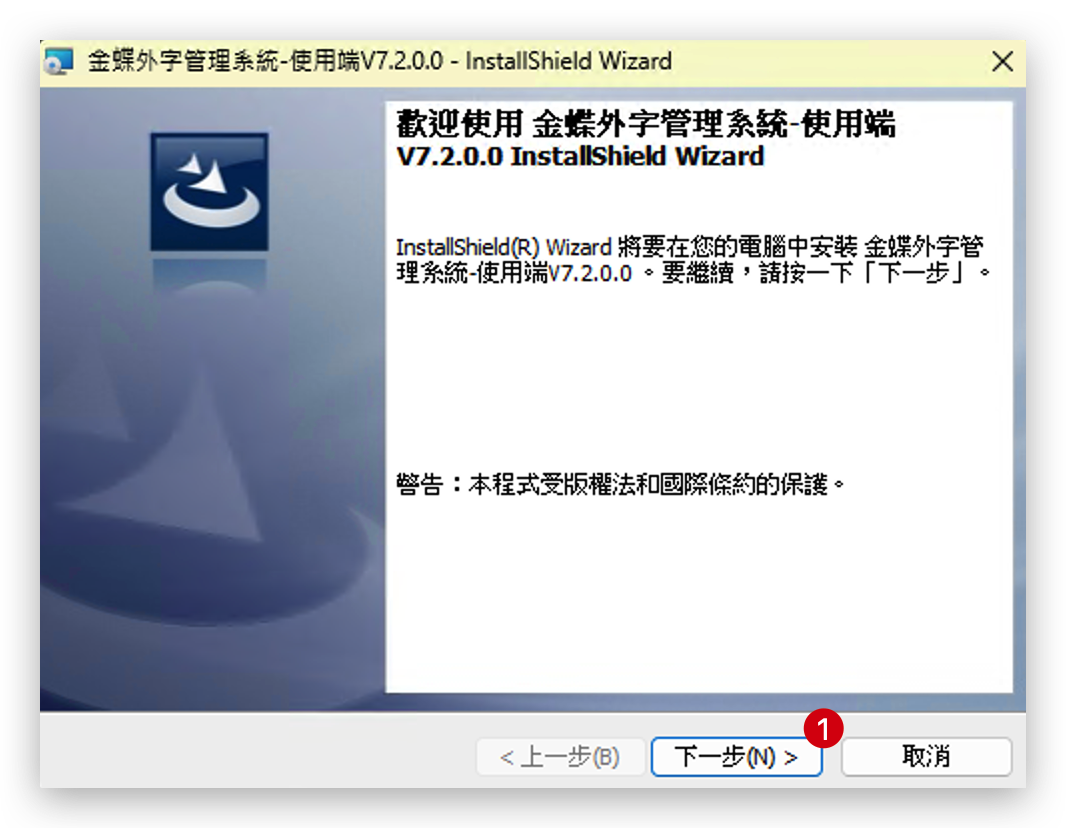 金蝶外字管理系統-使用端V7.2.0.0 - InstallShield Wizard
歡迎使用 金蝶外字管理系統-使用端
V7.2.0.0 InstallShield Wizard
InstallShield(R) Wizard 將要在您的電腦中安裝 金蝶外字管
理系統-使用端V7.2.0.0 。要繼續，請按一下「下一步」。
警告：本程式受版權法和國際條約的保護。
1
< 上一步(B)
下一步(N) >
取消